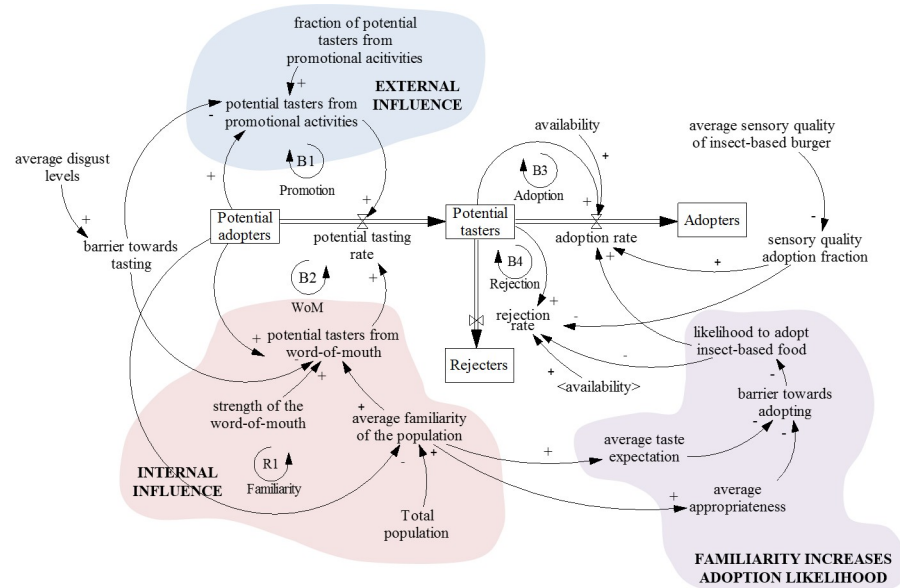 fraction of potential
tasters from
promotional acitivities
+
EXTERNAL
INFLUENCE
potential tasters from
promotional activities
-
+
B1
Promotion
average disgust
levels
+
barrier towards
tasting
Potential
adopters
+
potential tasting
rate
+
B2
WoM
availability
+
B3
Adoption
+
Potential
tasters
adoption rate
+
Adopters
average sensory quality
of insect-based burger
-
sensory quality
adoption fraction
+
B4
Rejection
+
rejection
rate
-
-
+
<availability>
Rejecters
likelihood to adopt
insect-based food
-
barrier towards
adopting
-
-
potential tasters from
word-of-mouth
+
-
+
strength of the
word-of-mouth
+
average familiarity
of the population
-
+
R1
Familiarity
INTERNAL
INFLUENCE
Total
population
+
average taste
expectation
+
average
appropriateness
FAMILIARITY INCREASES
ADOPTION LIKELIHOOD